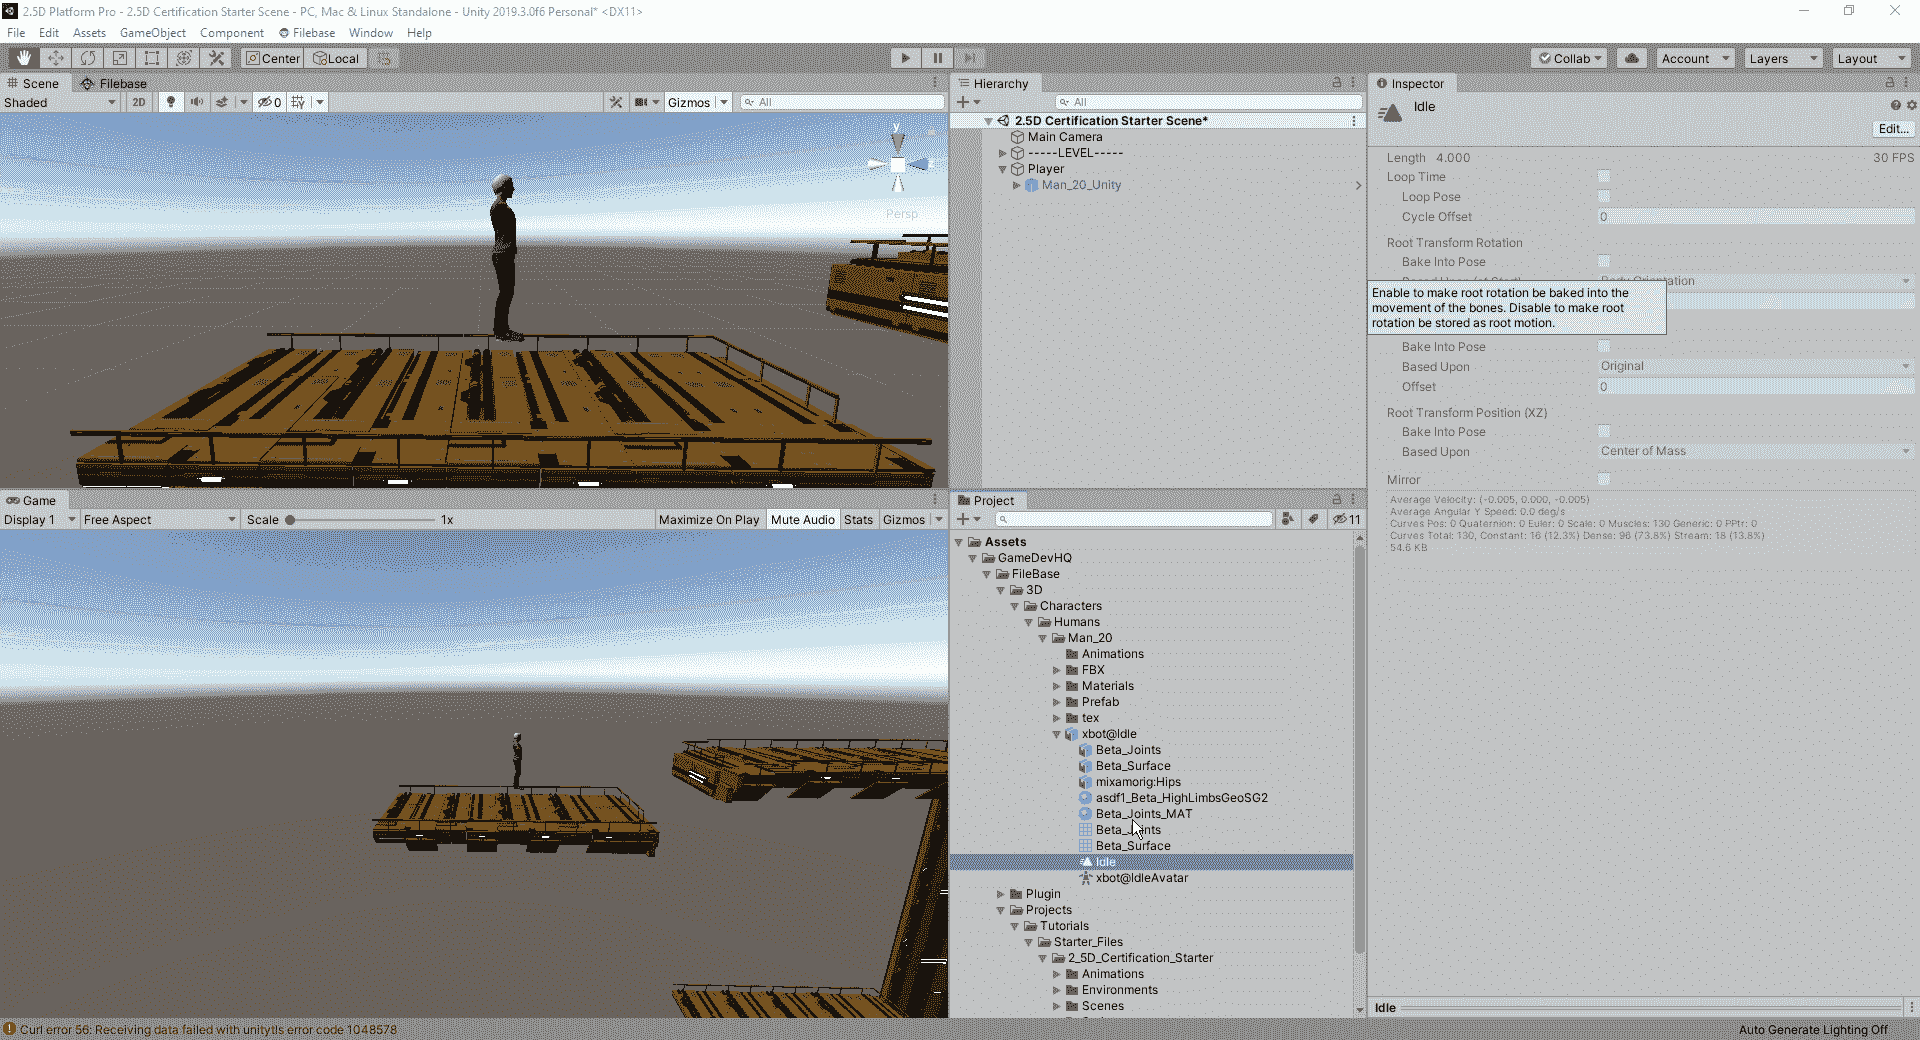 2.5D Platform Pro - 2.5D Certification Starter Scene - PC, Mac & Linux Standalone - Unity 2019.3.0f6 Personal* <DX11>
File Edit Assets GameObject Component Filebase Window Help
Center Local Collab Account Layers Layout
Scene Filebase
Shaded 2D 0 Gizmos All
y
Persp
Game
Display 1 Free Aspect Scale 1x Maximize On Play Mute Audio Stats Gizmos
Hierarchy
All
2.5D Certification Starter Scene*
Main Camera
-----LEVEL-----
Player
Man_20_Unity
Project
11
Assets
GameDevHQ
FileBase
3D
Characters
Humans
Man_20
Animations
FBX
Materials
Prefab
tex
xbot@Idle
Beta_Joints
Beta_Surface
mixamorig:Hips
asdf1_Beta_HighLimbsGeoSG2
Beta_Joints_MAT
Beta_Joints
Beta_Surface
Idle
xbot@IdleAvatar
Plugin
Projects
Tutorials
Starter_Files
2_5D_Certification_Starter
Animations
Environments
Scenes
Inspector
Idle
Edit...
Length 4.000 30 FPS
Loop Time
Loop Pose
Cycle Offset 0
Root Transform Rotation
Bake Into Pose
Based Upon (at Start) Body Orientation
Enable to make root rotation be baked into the
movement of the bones. Disable to make root
rotation be stored as root motion.
Bake Into Pose
Based Upon Original
Offset 0
Root Transform Position (XZ)
Bake Into Pose
Based Upon Center of Mass
Mirror
Average Velocity: (-0.005, 0.000, -0.005)
Average Angular Y Speed: 0.0 deg/s
Curves Pos: 0 Quaternion: 0 Euler: 0 Scale: 0 Muscles: 130 Generic: 0 PPtr: 0
Curves Total: 130, Constant: 16 (12.3%) Dense: 96 (73.8%) Stream: 18 (13.8%)
54.6 KB
Idle
Curl error 56: Receiving data failed with unitytls error code 1048578
Auto Generate Lighting Off